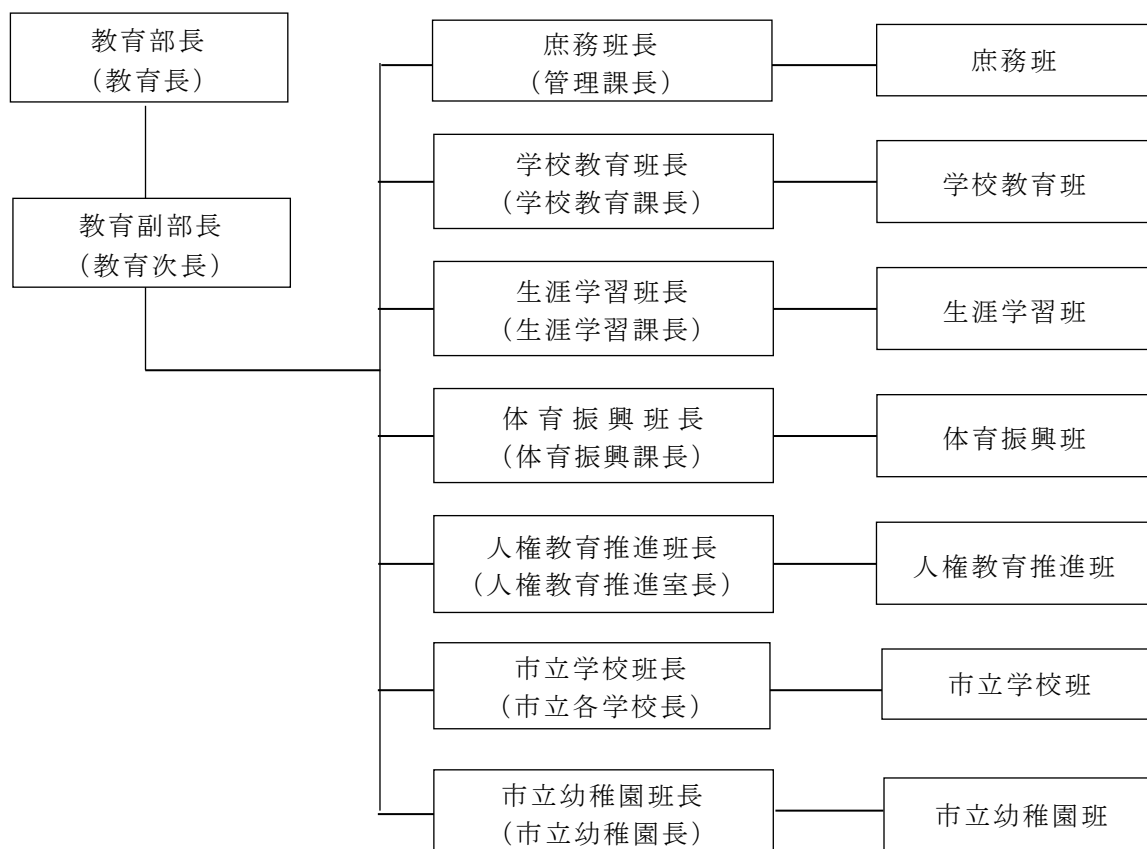 教育部長
（教育長）
教育副部長
（教育次長）
庶務班長
（管理課長）
庶務班
学校教育班長
（学校教育課長）
学校教育班
生涯学習班長
（生涯学習課長）
生涯学習班
体育振興班長
（体育振興課長）
体育振興班
人権教育推進班長
（人権教育推進室長）
人権教育推進班
市立学校班長
（市立各学校長）
市立学校班
市立幼稚園班長
（市立幼稚園長）
市立幼稚園班